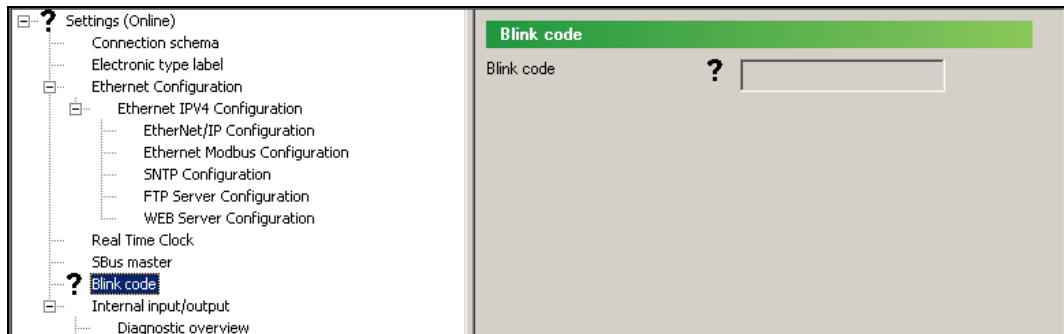 ? Settings (Online)
Connection schema
Electronic type label
Ethernet Configuration
Ethernet IPV4 Configuration
EtherNet/IP Configuration
Ethernet Modbus Configuration
SNTP Configuration
FTP Server Configuration
WEB Server Configuration
Real Time Clock
SBus master
? Blink code
Internal input/output
Diagnostic overview
Blink code
Blink code ?